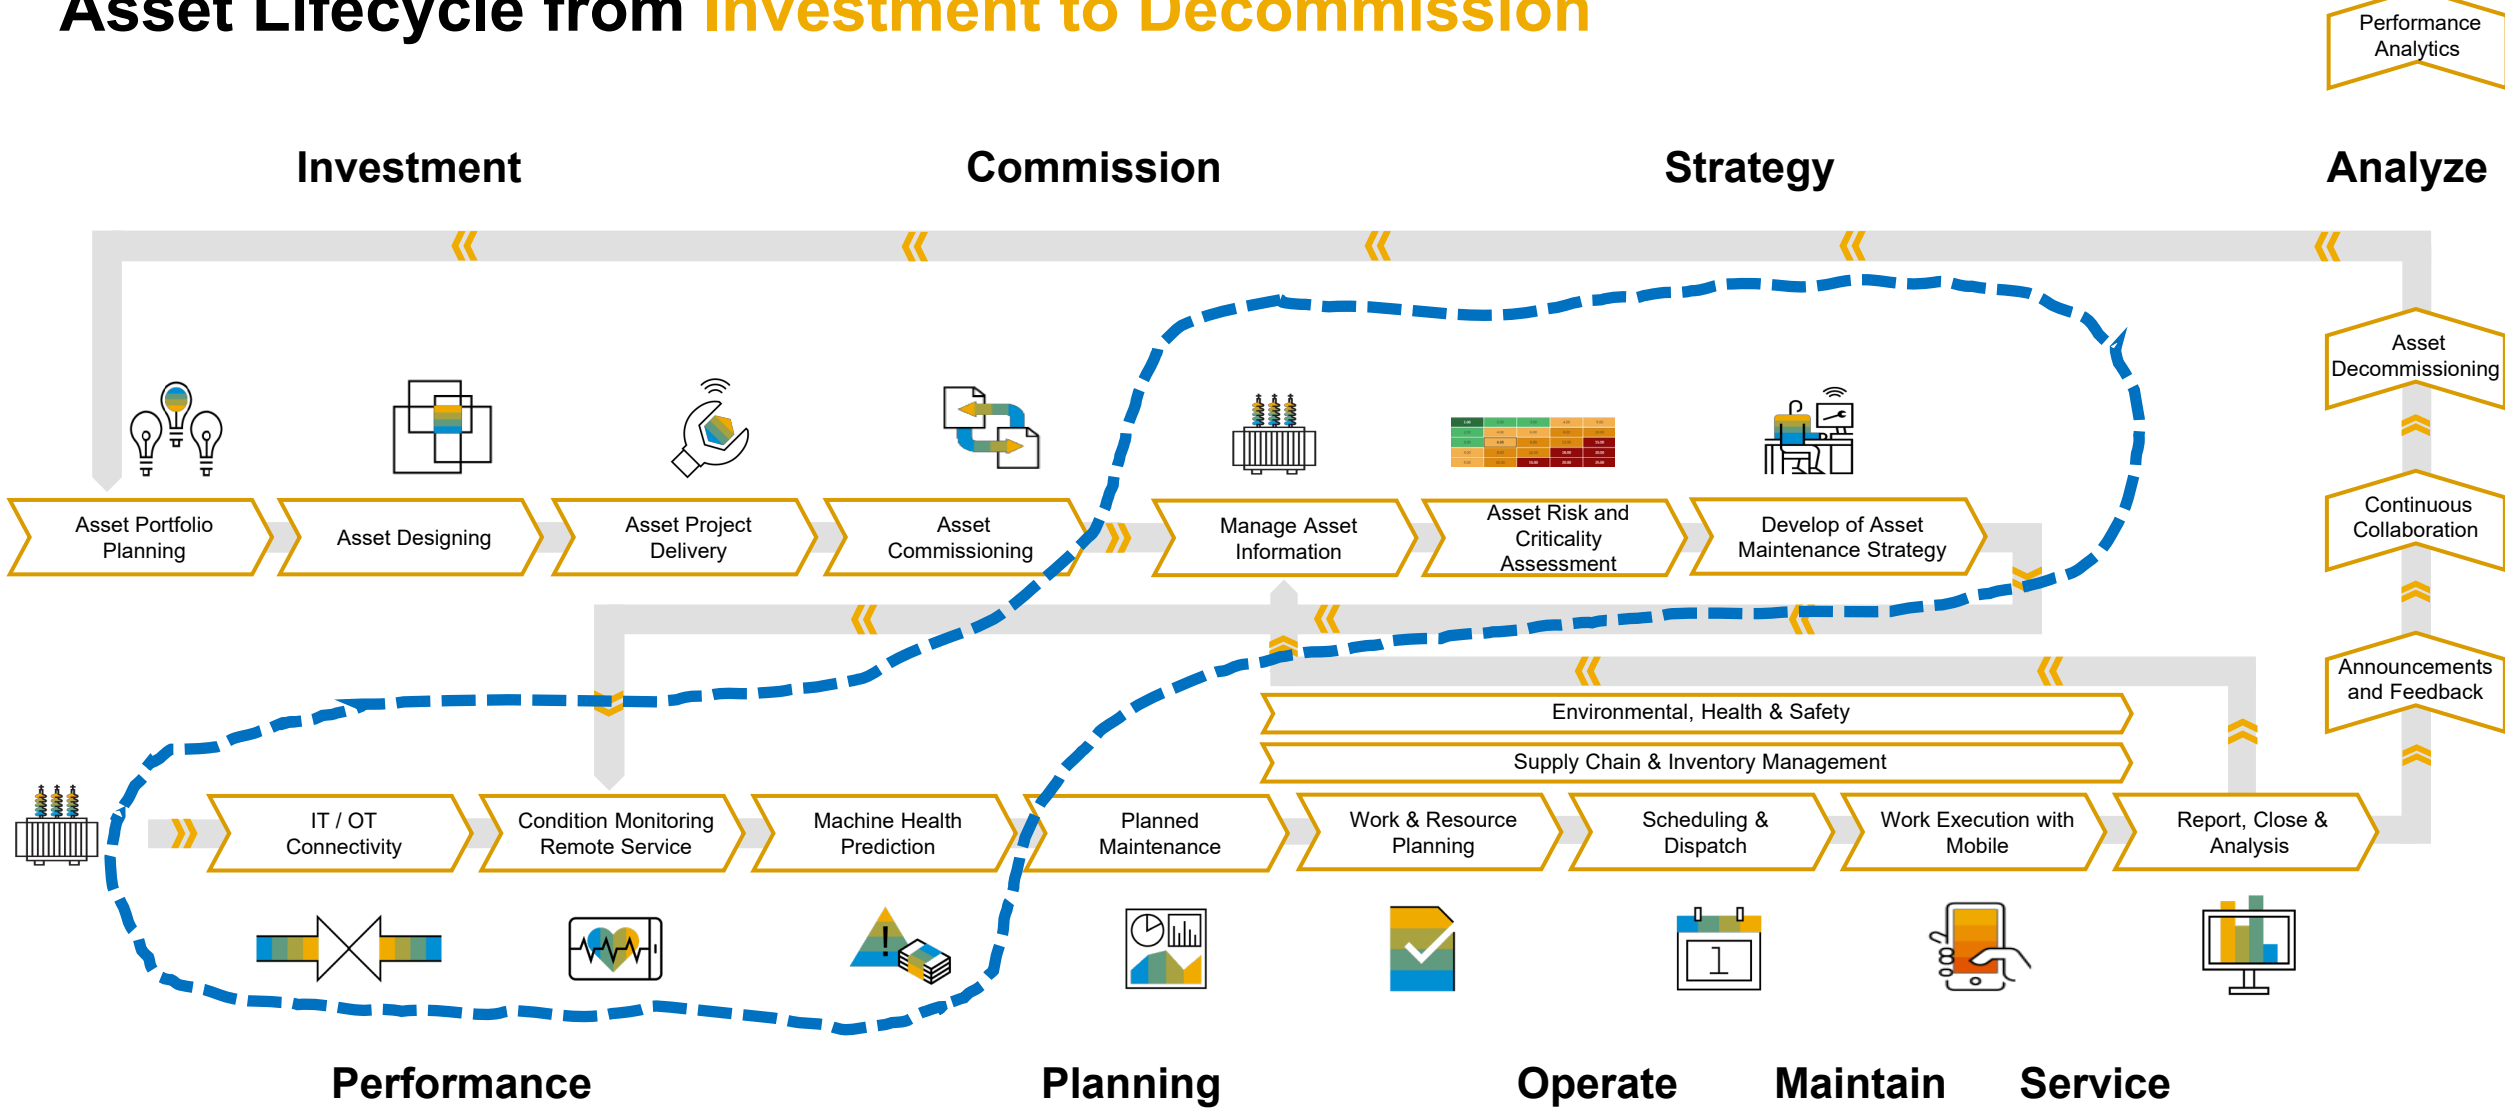 Asset Lifecycle from Investment to Decommission
Performance
Analytics
Investment
Commission
Strategy
Analyze
Asset
Decommissioning
Asset Portfolio
Planning
Asset Designing
Asset Project
Delivery
Asset
Commissioning
Manage Asset
Information
Asset Risk and
Criticality
Assessment
Develop of Asset
Maintenance Strategy
Continuous
Collaboration
Announcements
and Feedback
Environmental, Health & Safety
Supply Chain & Inventory Management
IT / OT
Connectivity
Condition Monitoring
Remote Service
Machine Health
Prediction
Planned
Maintenance
Work & Resource
Planning
Scheduling &
Dispatch
Work Execution with
Mobile
Report, Close &
Analysis
!
1
Performance
Planning
Operate
Maintain
Service